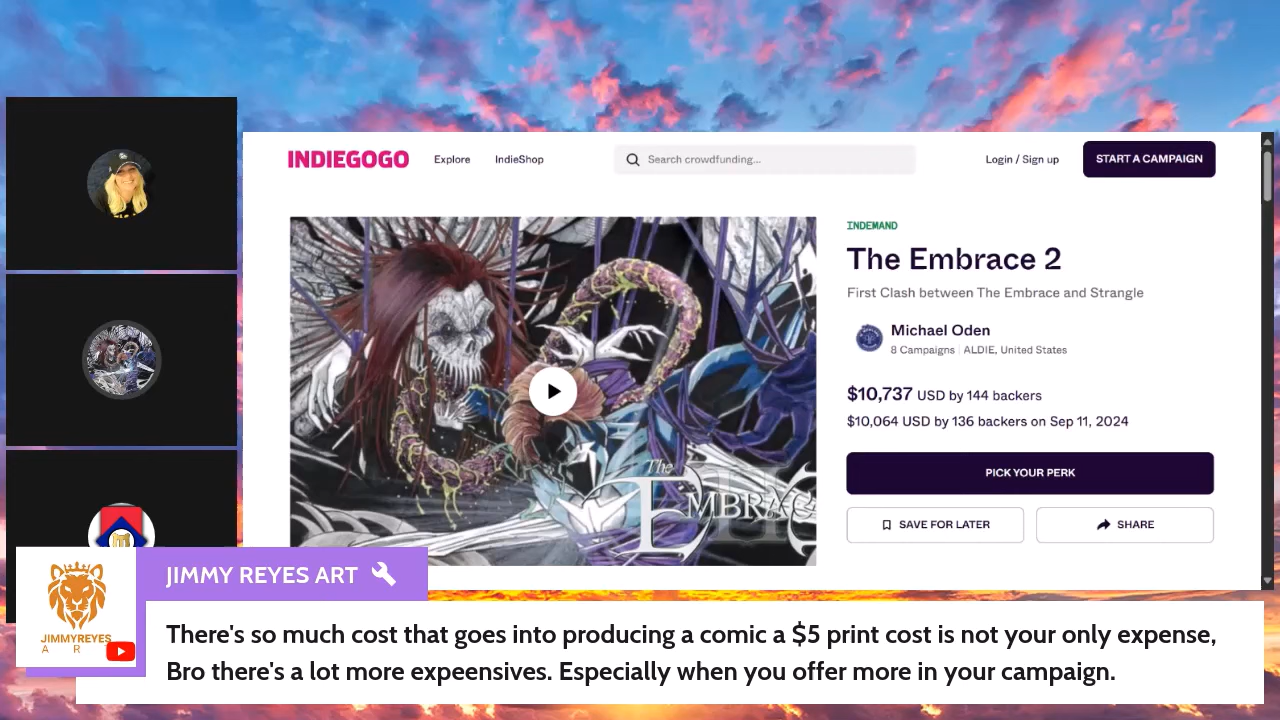 INDIEGOGO
Explore
IndieShop
Search crowdfunding...
Login / Sign up
START A CAMPAIGN
INDEMAND
The Embrace 2
First Clash between The Embrace and Strangle
Michael Oden
8 Campaigns | ALDIE, United States
$10,737 USD by 144 backers
$10,064 USD by 136 backers on Sep 11, 2024
PICK YOUR PERK
SAVE FOR LATER
SHARE
The
EMBRAC
JIMMY REYES ART
JIMMYREYES
A R
There's so much cost that goes into producing a comic a $5 print cost is not your only expense,
Bro there's a lot more expeensives. Especially when you offer more in your campaign.